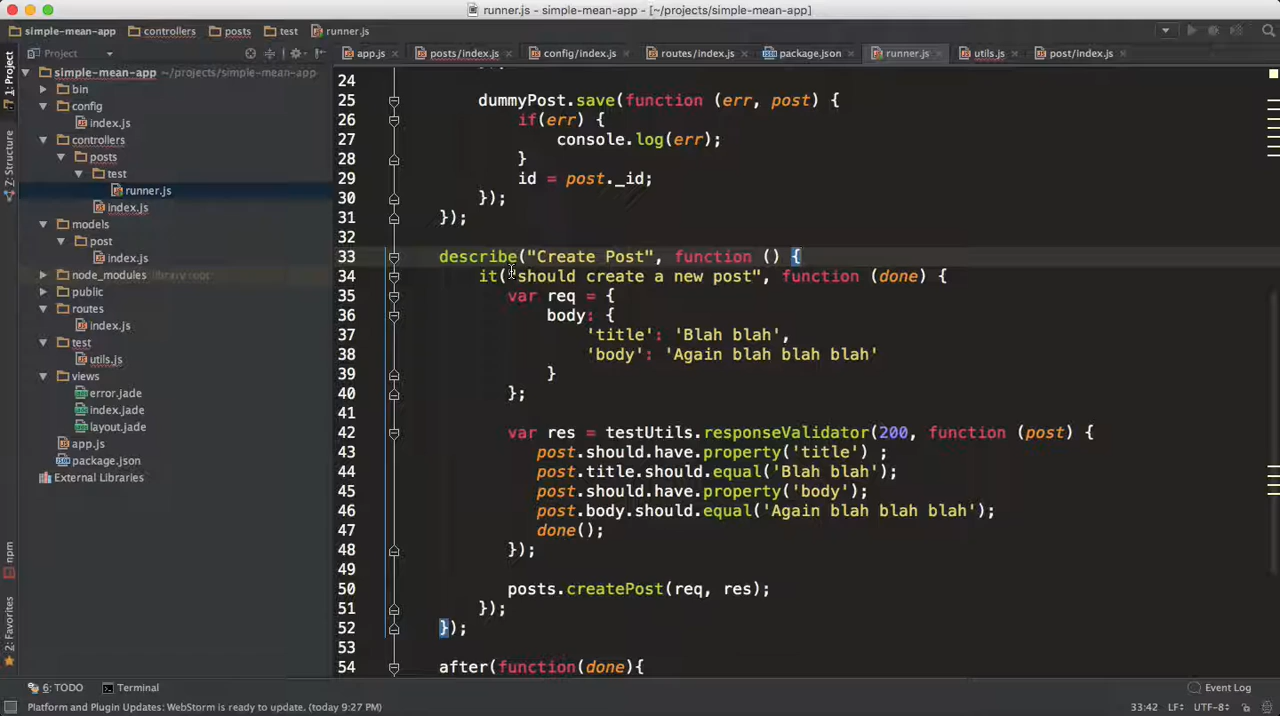 runner.js - simple-mean-app - [~/projects/simple-mean-app]
simple-mean-app controllers posts test runner.js
Project
app.js posts/index.js config/index.js routes/index.js package.json runner.js utils.js post/index.js
simple-mean-app (~/projects/simple-mean-app)
bin
config
index.js
controllers
posts
test
runner.js
index.js
models
post
index.js
node_modules library root
public
routes
index.js
test
utils.js
views
error.jade
index.jade
layout.jade
app.js
package.json
External Libraries
1: Project
7: Structure
npm
2: Favorites
24
25 dummyPost.save(function (err, post) {
26 if(err) {
27 console.log(err);
28 }
29 id = post._id;
30 });
31 });
32
33 describe("Create Post", function () {
34 it("should create a new post", function (done) {
35 var req = {
36 body: {
37 'title': 'Blah blah',
38 'body': 'Again blah blah blah'
39 }
40 };
41
42 var res = testUtils.responseValidator(200, function (post) {
43 post.should.have.property('title') ;
44 post.title.should.equal('Blah blah');
45 post.should.have.property('body');
46 post.body.should.equal('Again blah blah blah');
47 done();
48 });
49
50 posts.createPost(req, res);
51 });
52 });
53
54 after(function(done){
6: TODO Terminal Event Log
Platform and Plugin Updates: WebStorm is ready to update. (today 9:27 PM) 33:42 LF÷ UTF-8÷